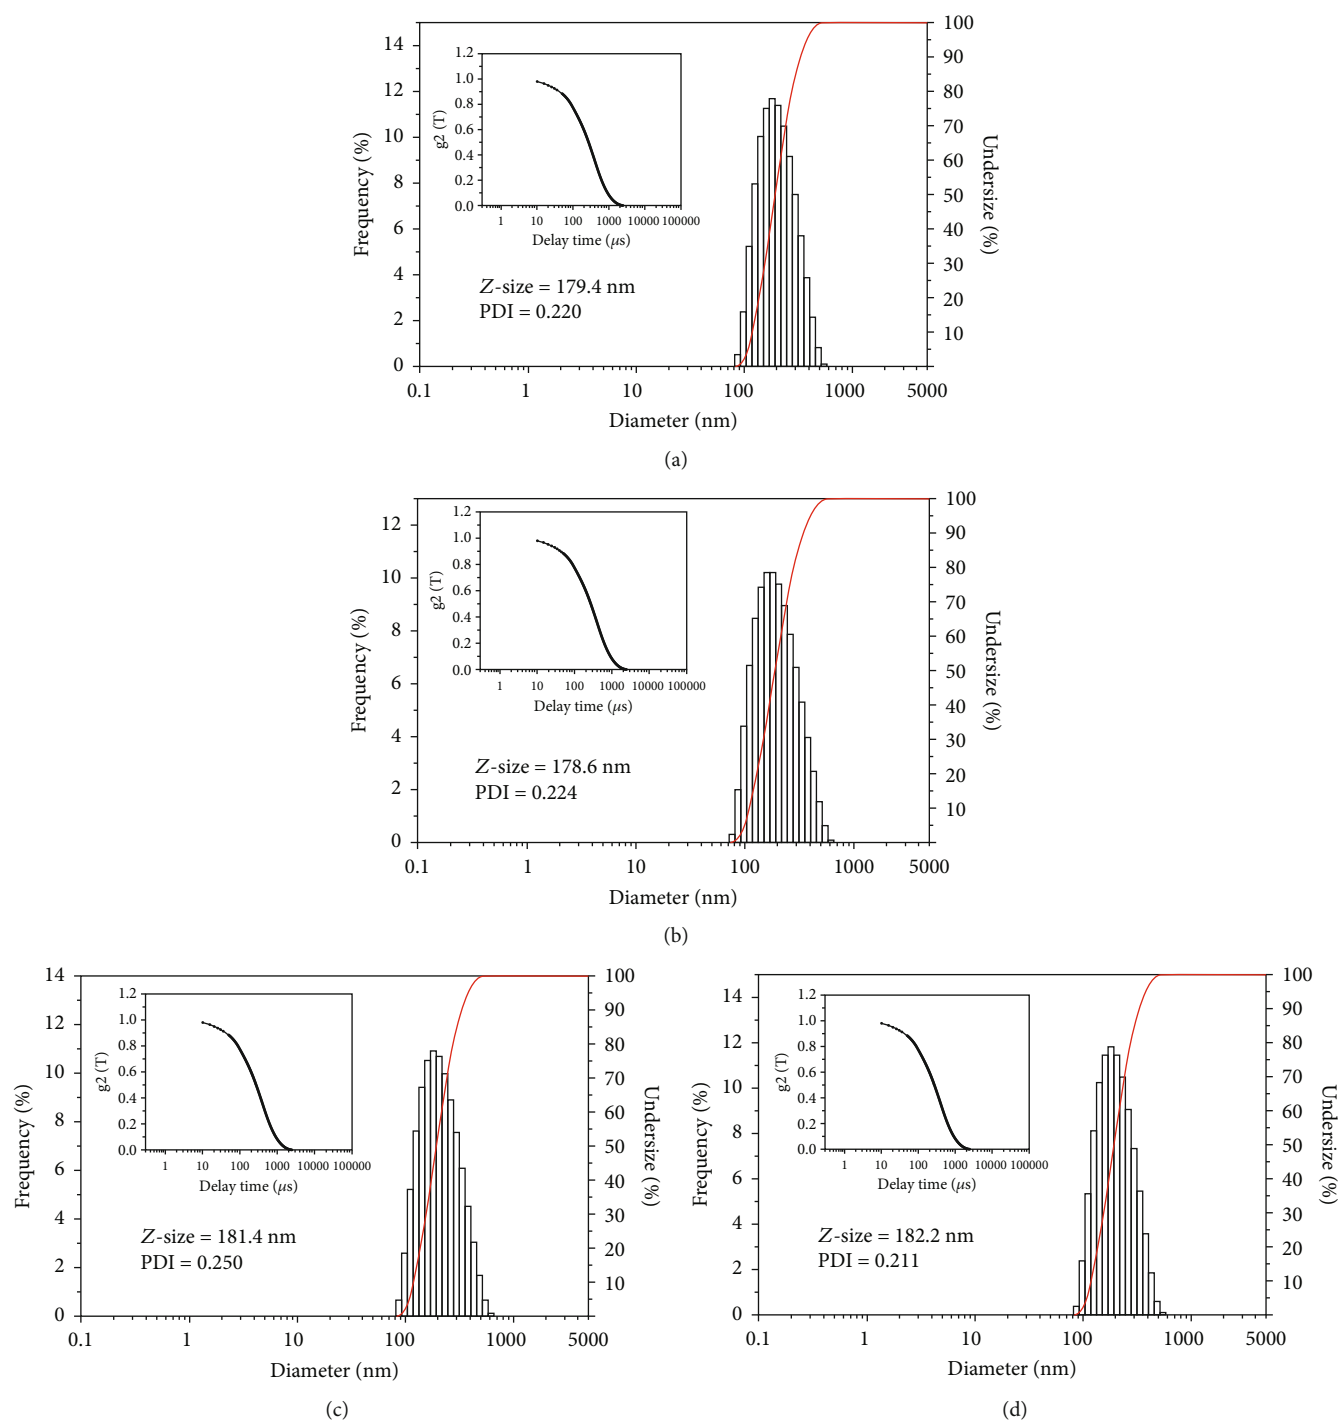 14
12
10
8
6
4
2
0
Frequency (%)
100
90
80
70
60
50
40
30
20
10
Undersize (%)
1.2
1.0
0.8
0.6
0.4
0.2
0.0
g2 (T)
1 10 100 1000 10000 100000
Delay time (μs)
Z-size = 179.4 nm
PDI = 0.220
0.1 1 10 100 1000 5000
Diameter (nm)
(a)
12
10
8
6
4
2
0
Frequency (%)
100
90
80
70
60
50
40
30
20
10
Undersize (%)
1.2
1.0
0.8
0.6
0.4
0.2
0.0
g2 (T)
1 10 100 1000 10000 100000
Delay time (μs)
Z-size = 178.6 nm
PDI = 0.224
0.1 1 10 100 1000 5000
Diameter (nm)
(b)
14
12
10
8
6
4
2
0
Frequency (%)
100
90
80
70
60
50
40
30
20
10
Undersize (%)
1.2
1.0
0.8
0.6
0.4
0.2
0.0
g2 (T)
1 10 100 1000 10000 100000
Delay time (μs)
Z-size = 181.4 nm
PDI = 0.250
0.1 1 10 100 1000 5000
Diameter (nm)
(c)
14
12
10
8
6
4
2
0
Frequency (%)
100
90
80
70
60
50
40
30
20
10
Undersize (%)
1.2
1.0
0.8
0.6
0.4
0.2
0.0
g2 (T)
1 10 100 1000 10000 100000
Delay time (μs)
Z-size = 182.2 nm
PDI = 0.211
0.1 1 10 100 1000 5000
Diameter (nm)
(d)